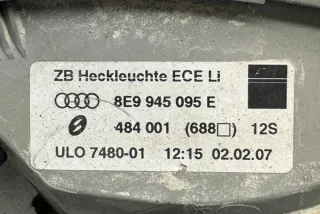 ZB Heckleuchte ECE Li
8E9 945 095 E
484 001 (688□) 12S
ULO 7480-01 12:15 02.02.07